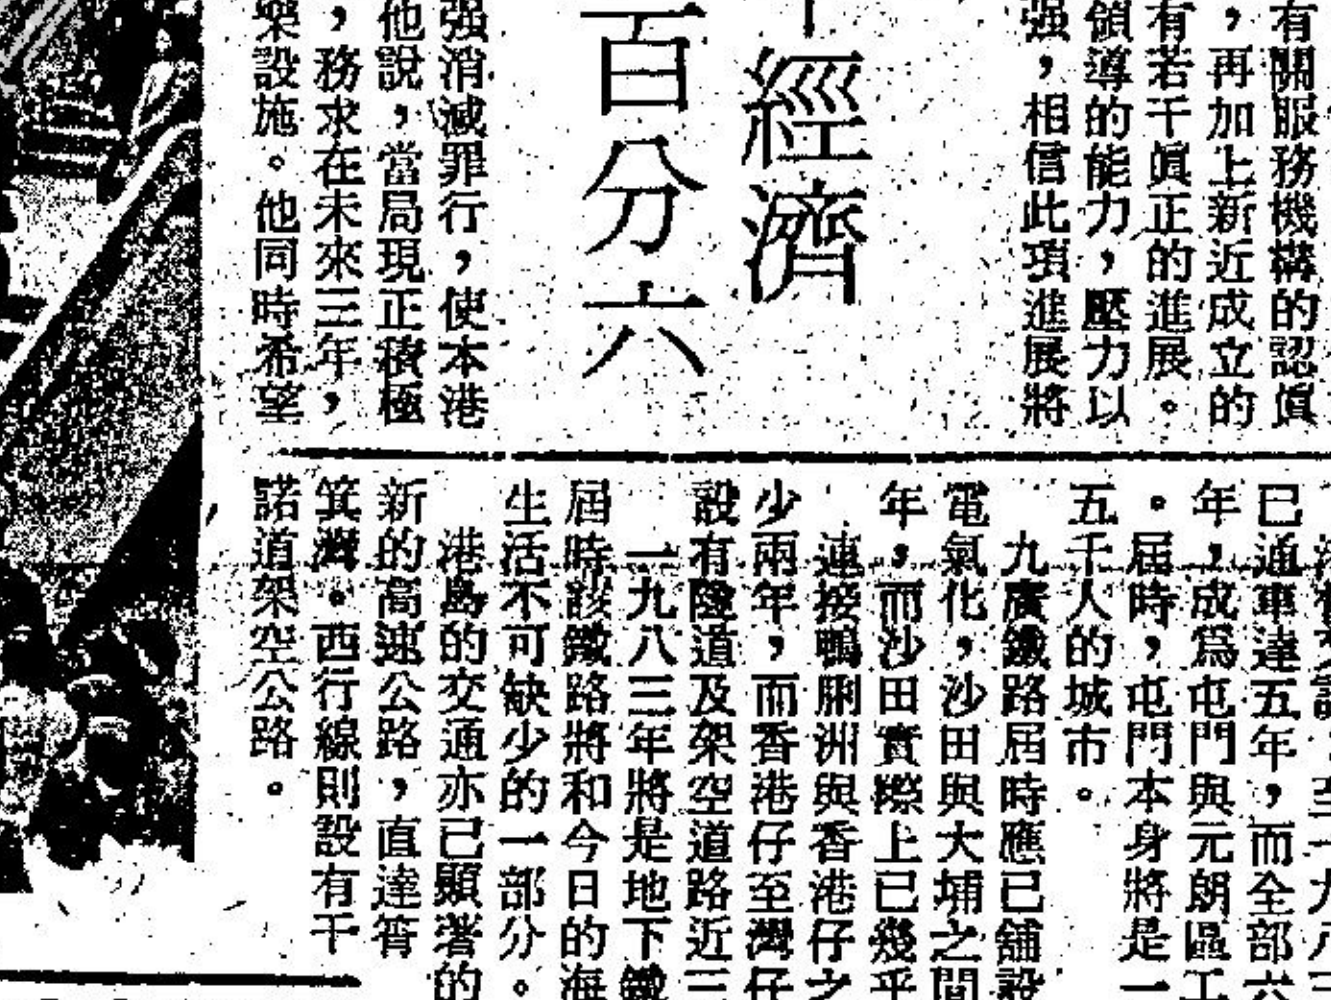 有關服務機構的認眞
，再加上新近成立的
有若干眞正的進展。
領導的能力，壓力以
强，相信此項進展將
經濟
百分六
强消滅罪行，使本港
他說，當局現正積極
，務求在未來三年，
樂設施。他同時希望
已通車達五年，而全部六
年，成爲屯門與元朗區工
。屆時，屯門本身將是一
五千人的城市。
九廣鐵路屆時應已舖設
電氣化，沙田與大埔之間
年，而沙田實際上已幾乎
連接鴨脷洲與香港仔之
少兩年，而香港仔至灣仔
設有隧道及架空道路近三
一九八三年將是地下鐵
屆時該鐵路將和今日的海
生活不可缺少的一部分。
港島的交通亦已顯著的
新的高速公路，直達筲
箕灣。西行線則設有干
諾道架空公路。